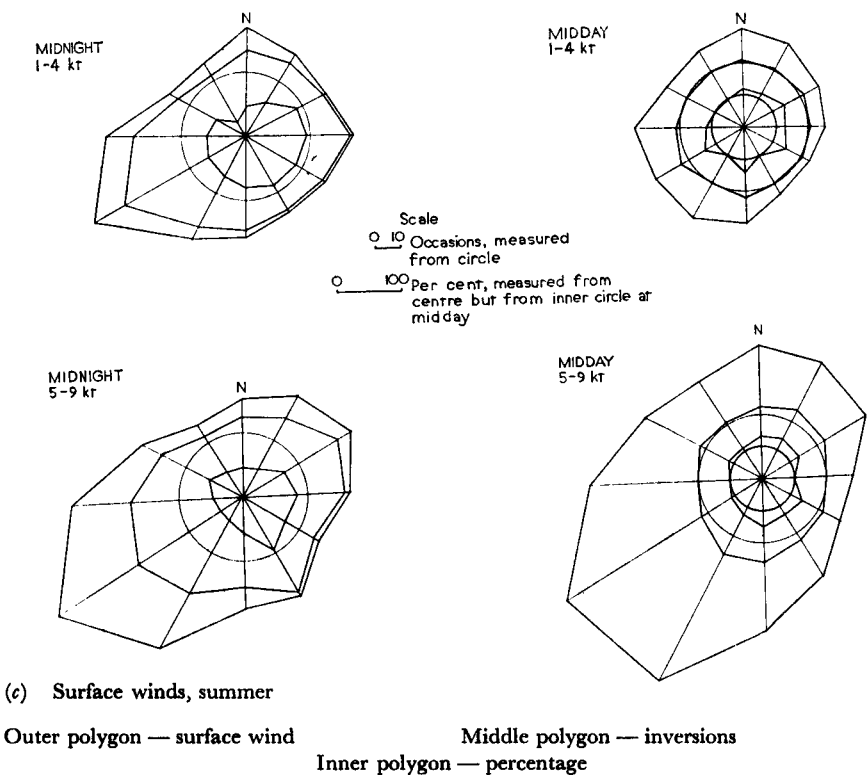 N
MIDNIGHT
1-4 kt
N
MIDDAY
1-4 kt
Scale
0 10 Occasions, measured
from circle
0 100 Per cent, measured from
centre but from inner circle at
midday
MIDNIGHT
5-9 kt
N
MIDDAY
5-9 kt
N
(c) Surface winds, summer
Outer polygon — surface wind Middle polygon — inversions
Inner polygon — percentage